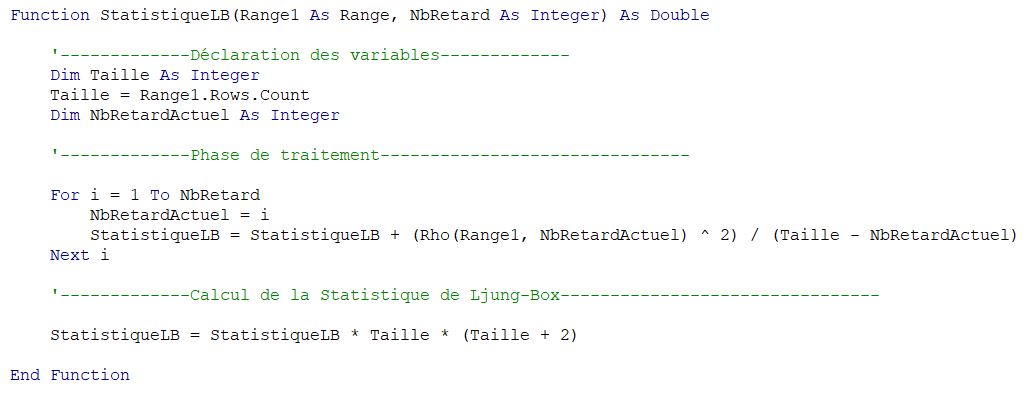 Function StatistiqueLB(Range1 As Range, NbRetard As Integer) As Double
'-------------Déclaration des variables-------------
Dim Taille As Integer
Taille = Range1.Rows.Count
Dim NbRetardActuel As Integer
'-------------Phase de traitement-------------------------------
For i = 1 To NbRetard
NbRetardActuel = i
StatistiqueLB = StatistiqueLB + (Rho(Range1, NbRetardActuel) ^ 2) / (Taille - NbRetardActuel)
Next i
'-------------Calcul de la Statistique de Ljung-Box--------------------------------
StatistiqueLB = StatistiqueLB * Taille * (Taille + 2)
End Function